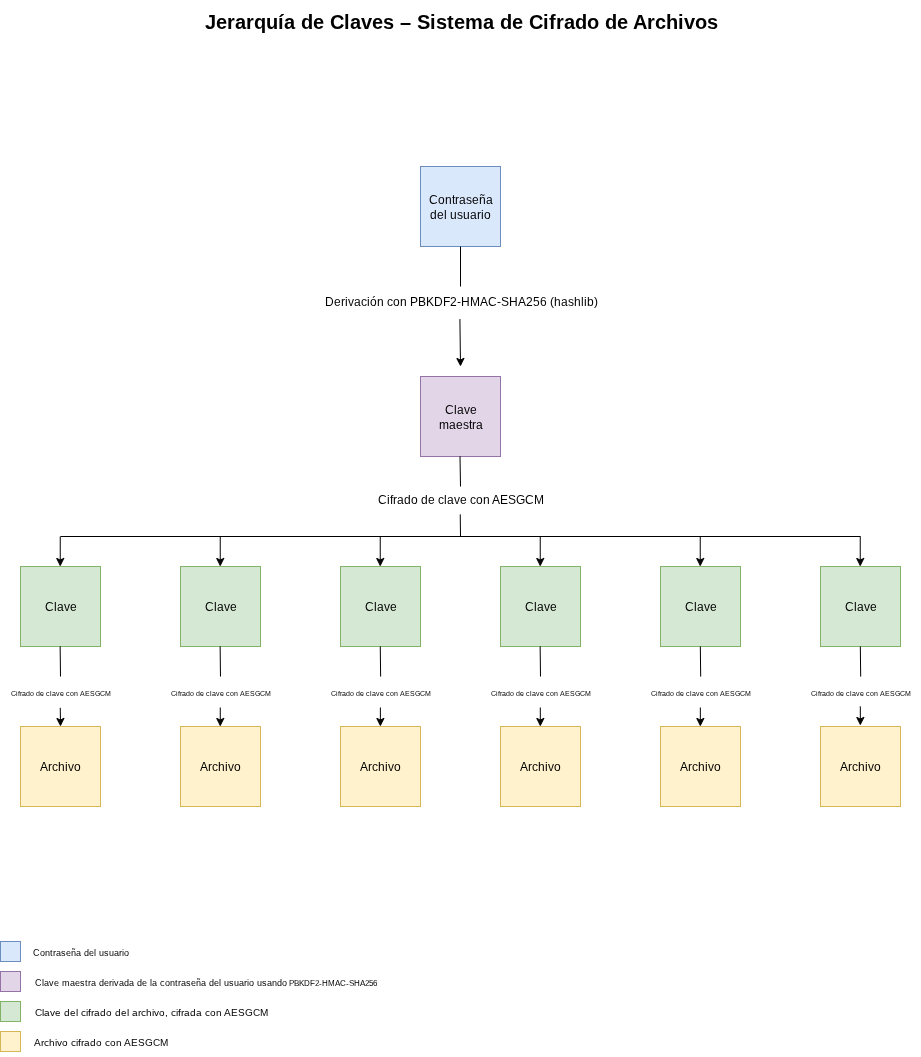 Jerarquía de Claves – Sistema de Cifrado de Archivos
Contraseña
del usuario
Derivación con PBKDF2-HMAC-SHA256 (hashlib)
Clave
maestra
Cifrado de clave con AESGCM
Clave Clave Clave Clave Clave Clave
Cifrado de clave con AESGCM Cifrado de clave con AESGCM Cifrado de clave con AESGCM Cifrado de clave con AESGCM Cifrado de clave con AESGCM Cifrado de clave con AESGCM
Archivo Archivo Archivo Archivo Archivo Archivo
Contraseña del usuario
Clave maestra derivada de la contraseña del usuario usando PBKDF2-HMAC-SHA256
Clave del cifrado del archivo, cifrada con AESGCM
Archivo cifrado con AESGCM